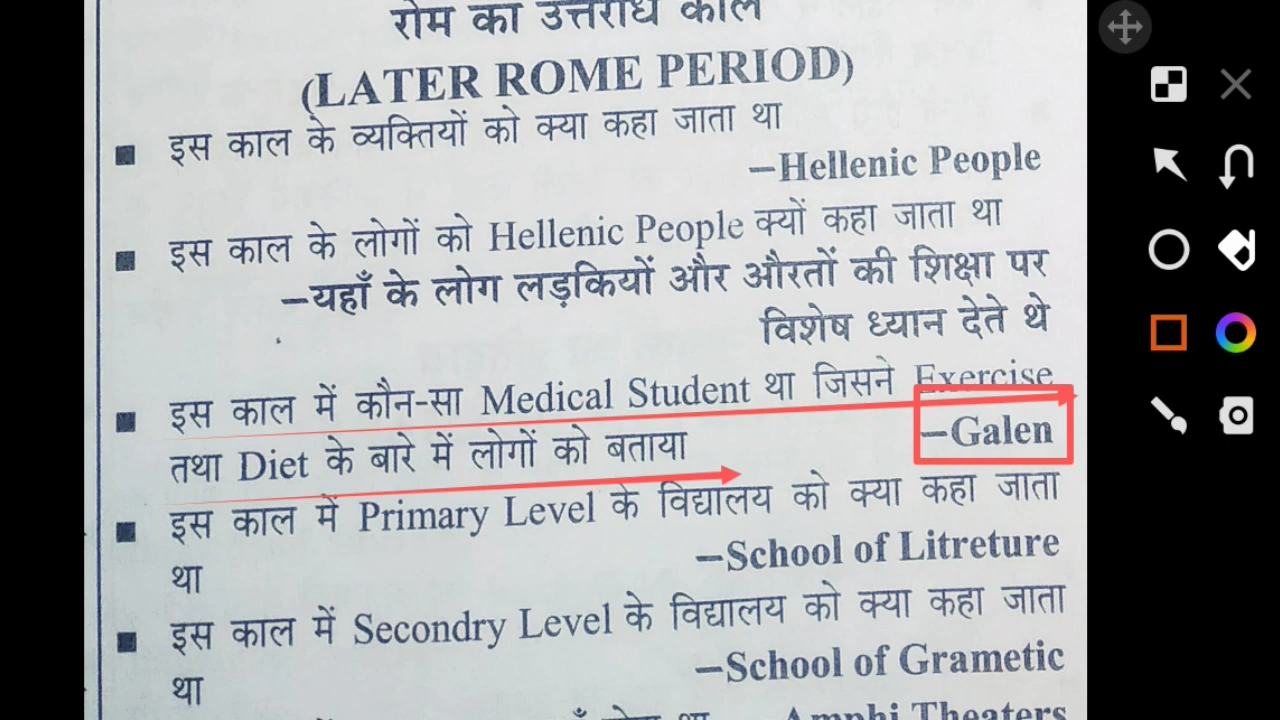 रोम का उत्तरार्ध काल
(LATER ROME PERIOD)
■ इस काल के व्यक्तियों को क्या कहा जाता था
–Hellenic People
■ इस काल के लोगों को Hellenic People क्यों कहा जाता था
–यहाँ के लोग लड़कियों और औरतों की शिक्षा पर
विशेष ध्यान देते थे
■ इस काल में कौन-सा Medical Student था जिसने Exercise
तथा Diet के बारे में लोगों को बताया –Galen
■ इस काल में Primary Level के विद्यालय को क्या कहा जाता
था –School of Litreture
■ इस काल में Secondry Level के विद्यालय को क्या कहा जाता
था –School of Grametic
–Amphi Theaters